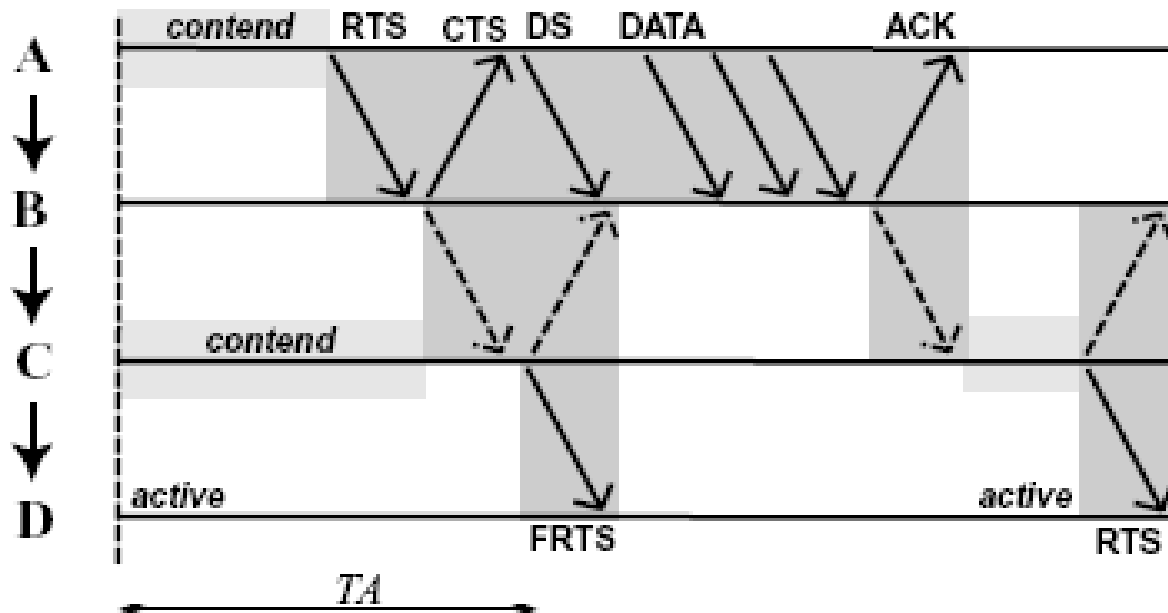 contend RTS CTS DS DATA ACK
A
B
contend
C
active active
D
FRTS RTS
TA